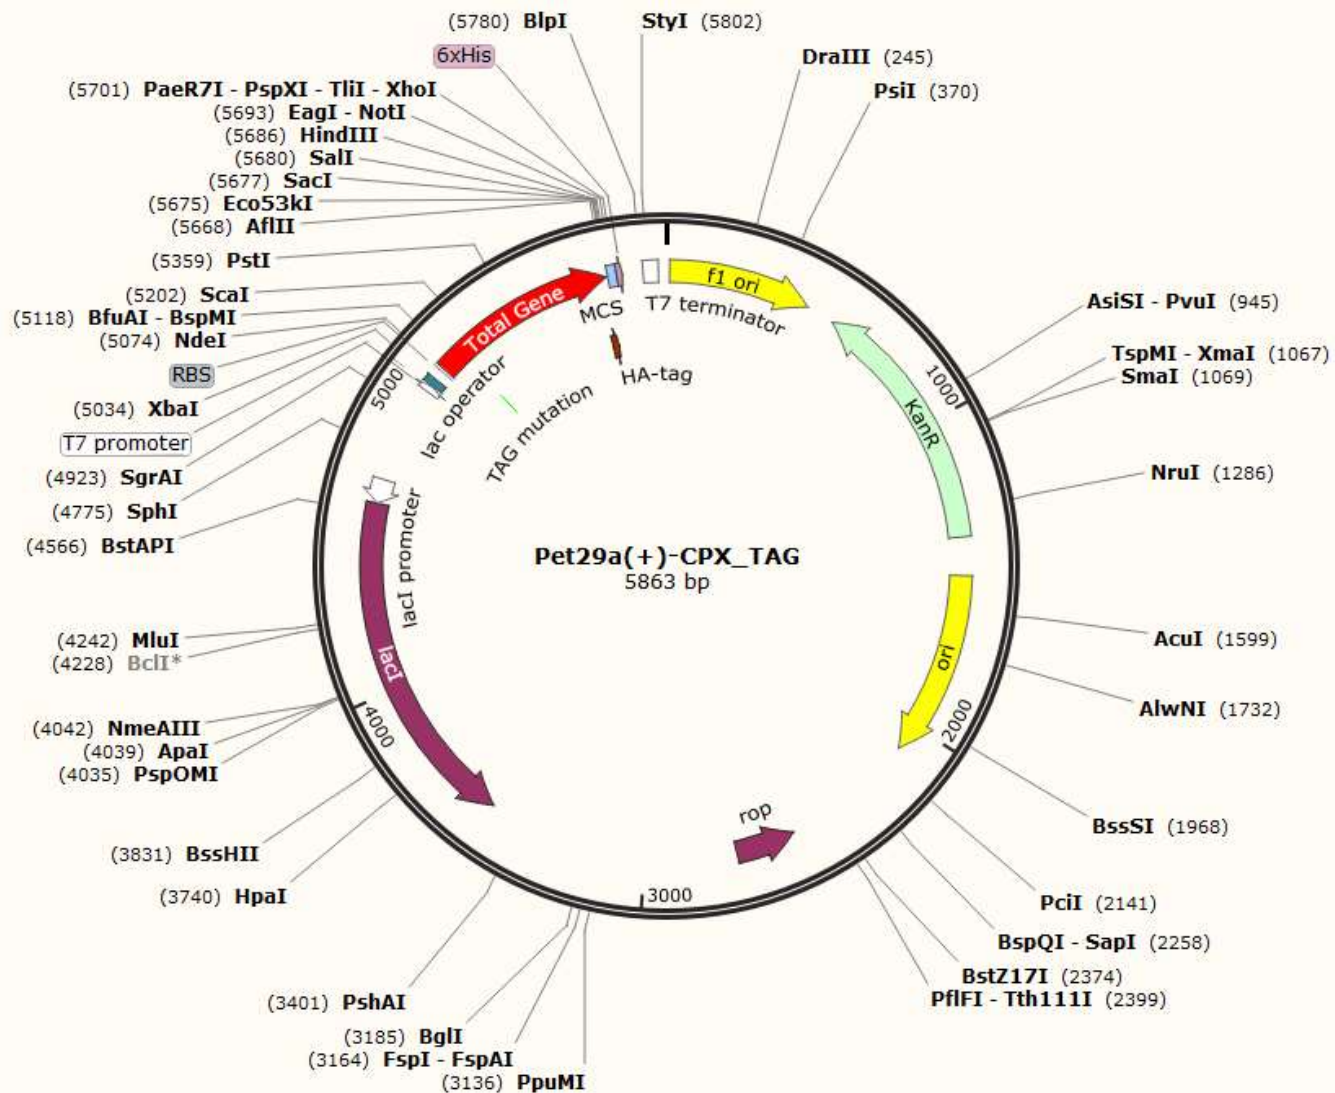 (5780) BlpI
StyI (5802)
6xHis
DraIII (245)
PsiI (370)
(5701) PaeR7I - PspXI - TliI - XhoI
(5693) EagI - NotI
(5686) HindIII
(5680) SalI
(5677) SacI
(5675) Eco53kI
(5668) AflII
(5359) PstI
(5202) ScaI
(5118) BfuAI - BspMI
(5074) NdeI
RBS
(5034) XbaI
T7 promoter
(4923) SgrAI
(4775) SphI
(4566) BstAPI
(4242) MluI
(4228) BclI*
(4042) NmeAIII
(4039) ApaI
(4035) PspOMI
(3831) BssHII
(3740) HpaI
(3401) PshAI
(3185) BglI
(3164) FspI - FspAI
(3136) PpuMI
AsiSI - PvuI (945)
TspMI - XmaI (1067)
SmaI (1069)
NruI (1286)
AcuI (1599)
AlwNI (1732)
BssSI (1968)
PciI (2141)
BspQI - SapI (2258)
BstZ17I (2374)
PflFI - Tth111I (2399)
Total Gene
MCS
T7 terminator
f1 ori
HA-tag
lac operator
TAG mutation
KanR
lacI promoter
lacI
ori
rop
1000
2000
3000
4000
5000
Pet29a(+)-CPX_TAG
5863 bp